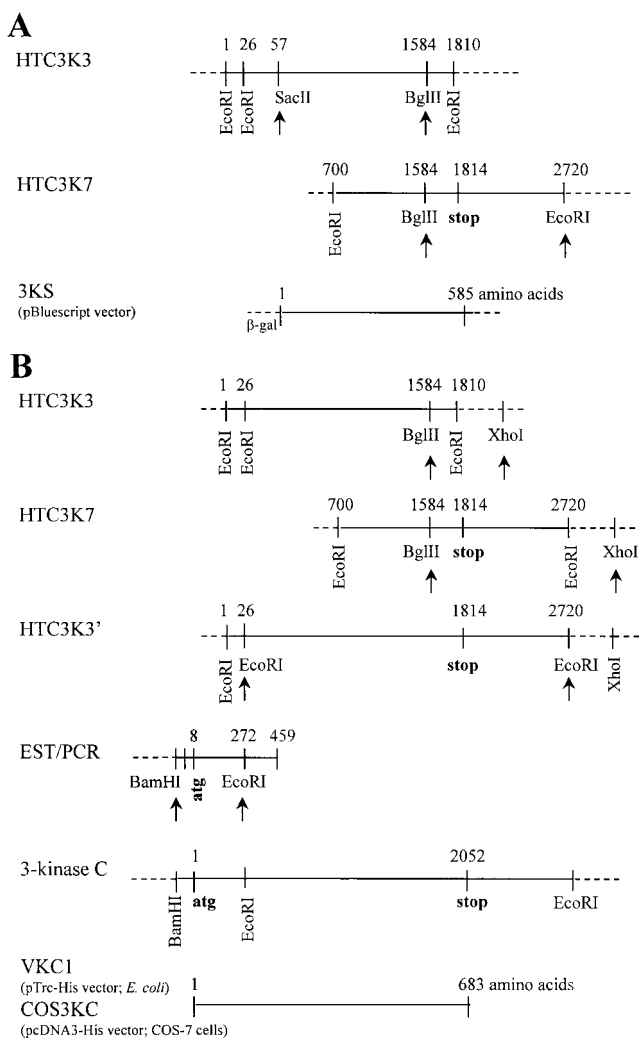 A
HTC3K3
1 26 57 1584 1810
EcoRI EcoRI SacII BglII EcoRI
HTC3K7
700 1584 1814 2720
EcoRI BglII stop EcoRI
3KS
(pBluescript vector)
1 585 amino acids
β-gal
B
HTC3K3
1 26 1584 1810
EcoRI EcoRI BglII EcoRI XhoI
HTC3K7
700 1584 1814 2720
EcoRI BglII stop EcoRI XhoI
HTC3K3'
1 26 1814 2720
EcoRI EcoRI stop EcoRI XhoI
EST/PCR
8 272 459
BamHI atg EcoRI
3-kinase C
1 2052
BamHI atg EcoRI stop EcoRI
VKC1
(pTrc-His vector; E. coli)
1 683 amino acids
COS3KC
(pcDNA3-His vector; COS-7 cells)